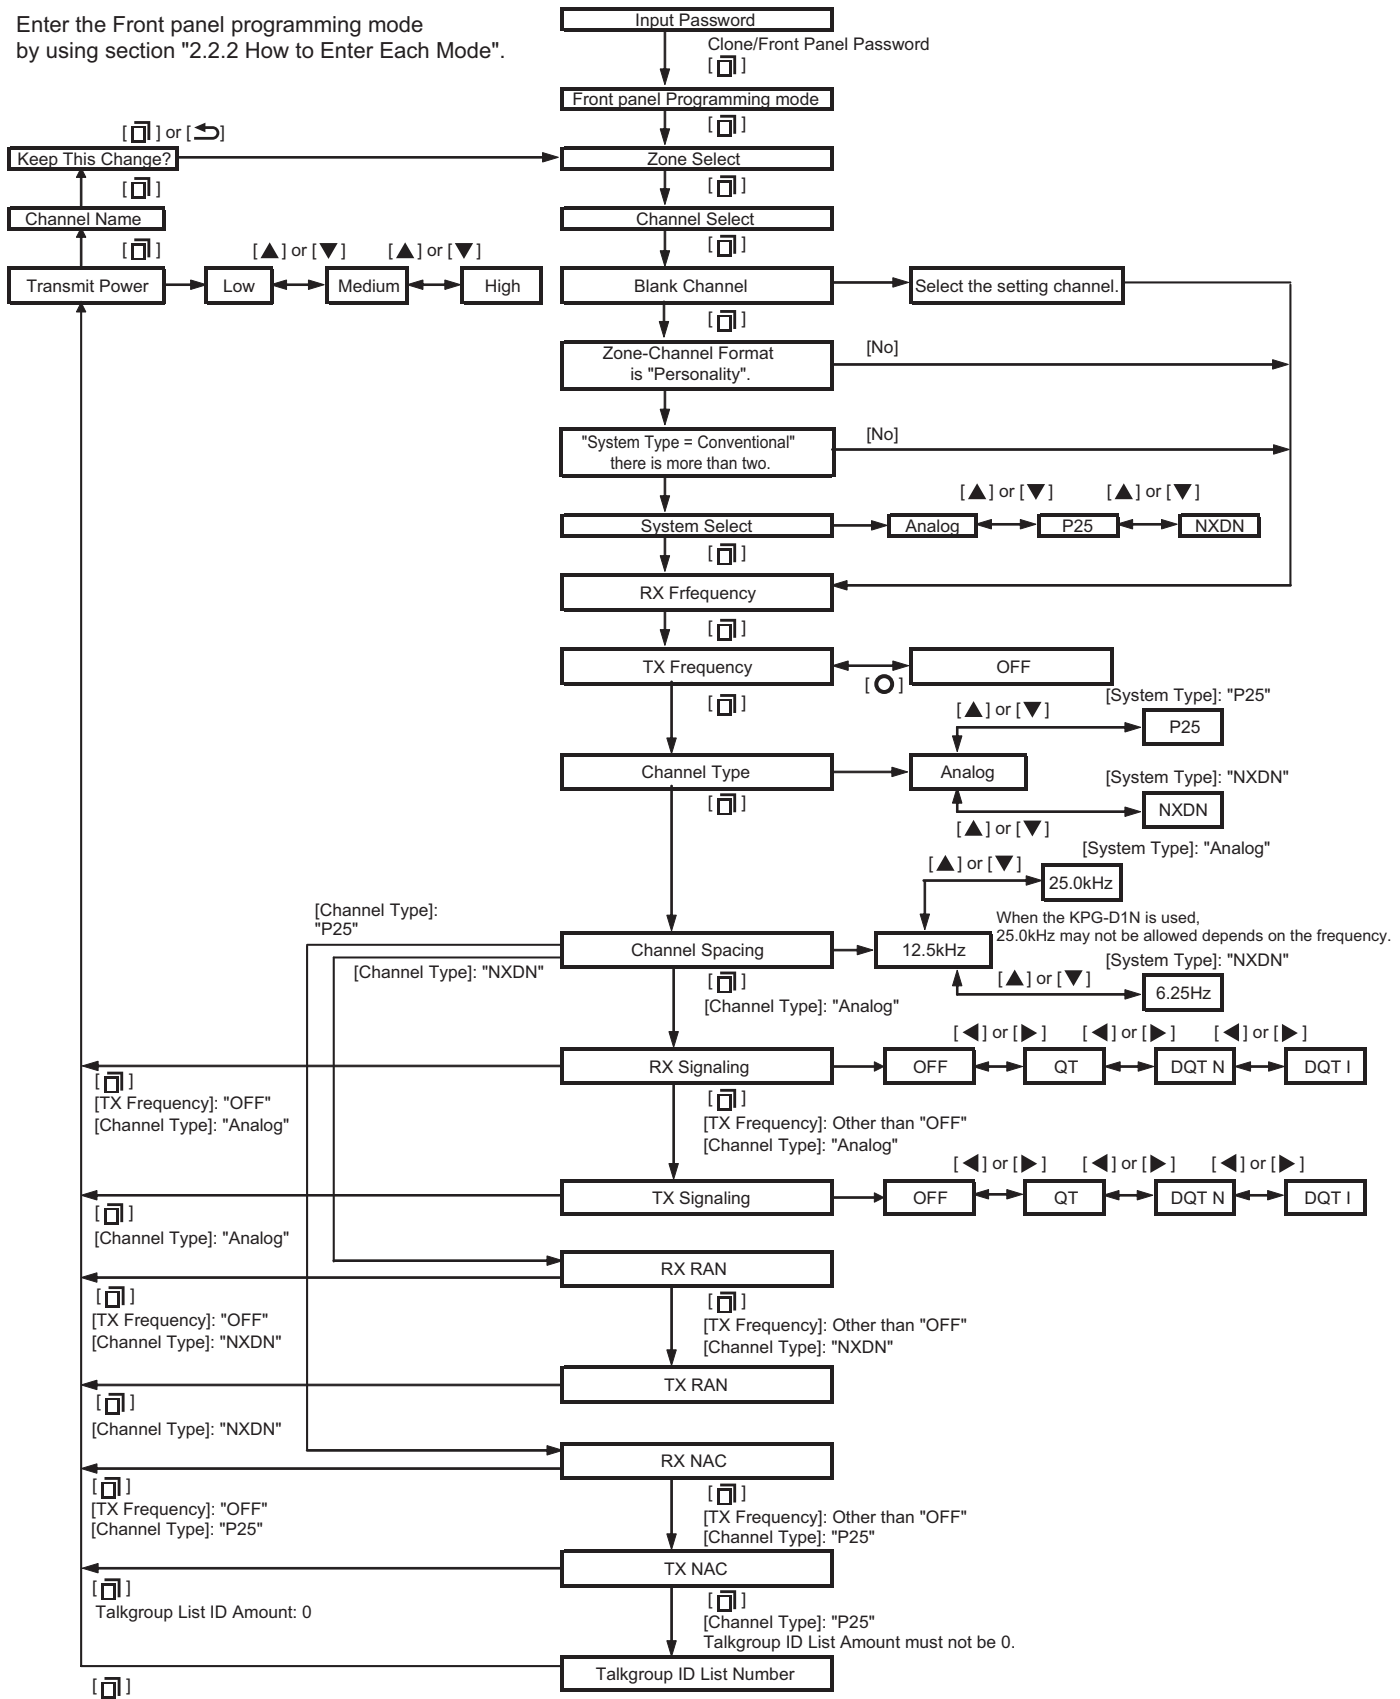 Enter the Front panel programming mode
by using section "2.2.2 How to Enter Each Mode".
Input Password
Clone/Front Panel Password
[ ]
Front panel Programming mode
[ ]
[ ] or [ ]
Keep This Change?
Zone Select
[ ]
[ ]
Channel Name
Channel Select
[ ]
[▲] or [▼]
[▲] or [▼]
[ ]
Transmit Power
Low
Medium
High
Blank Channel
Select the setting channel.
[ ]
Zone-Channel Format
is "Personality".
[No]
"System Type = Conventional"
there is more than two.
[No]
[▲] or [▼]
[▲] or [▼]
System Select
Analog
P25
NXDN
[ ]
RX Frfequency
[ ]
TX Frequency
OFF
[ ]
[ ]
[System Type]: "P25"
[▲] or [▼]
P25
Channel Type
Analog
[System Type]: "NXDN"
[ ]
NXDN
[▲] or [▼]
[System Type]: "Analog"
[▲] or [▼]
25.0kHz
[Channel Type]:
"P25"
When the KPG-D1N is used,
25.0kHz may not be allowed depends on the frequency.
Channel Spacing
12.5kHz
[System Type]: "NXDN"
[Channel Type]: "NXDN"
[ ]
[▲] or [▼]
6.25Hz
[Channel Type]: "Analog"
[◀] or [▶]
[◀] or [▶]
[◀] or [▶]
RX Signaling
OFF
QT
DQT N
DQT I
[ ]
[TX Frequency]: "OFF"
[Channel Type]: "Analog"
[ ]
[TX Frequency]: Other than "OFF"
[Channel Type]: "Analog"
[◀] or [▶]
[◀] or [▶]
[◀] or [▶]
TX Signaling
OFF
QT
DQT N
DQT I
[ ]
[Channel Type]: "Analog"
RX RAN
[ ]
[TX Frequency]: "OFF"
[Channel Type]: "NXDN"
[ ]
[TX Frequency]: Other than "OFF"
[Channel Type]: "NXDN"
TX RAN
[ ]
[Channel Type]: "NXDN"
RX NAC
[ ]
[TX Frequency]: "OFF"
[Channel Type]: "P25"
[ ]
[TX Frequency]: Other than "OFF"
[Channel Type]: "P25"
TX NAC
[ ]
Talkgroup List ID Amount: 0
[ ]
[Channel Type]: "P25"
Talkgroup ID List Amount must not be 0.
Talkgroup ID List Number
[ ]